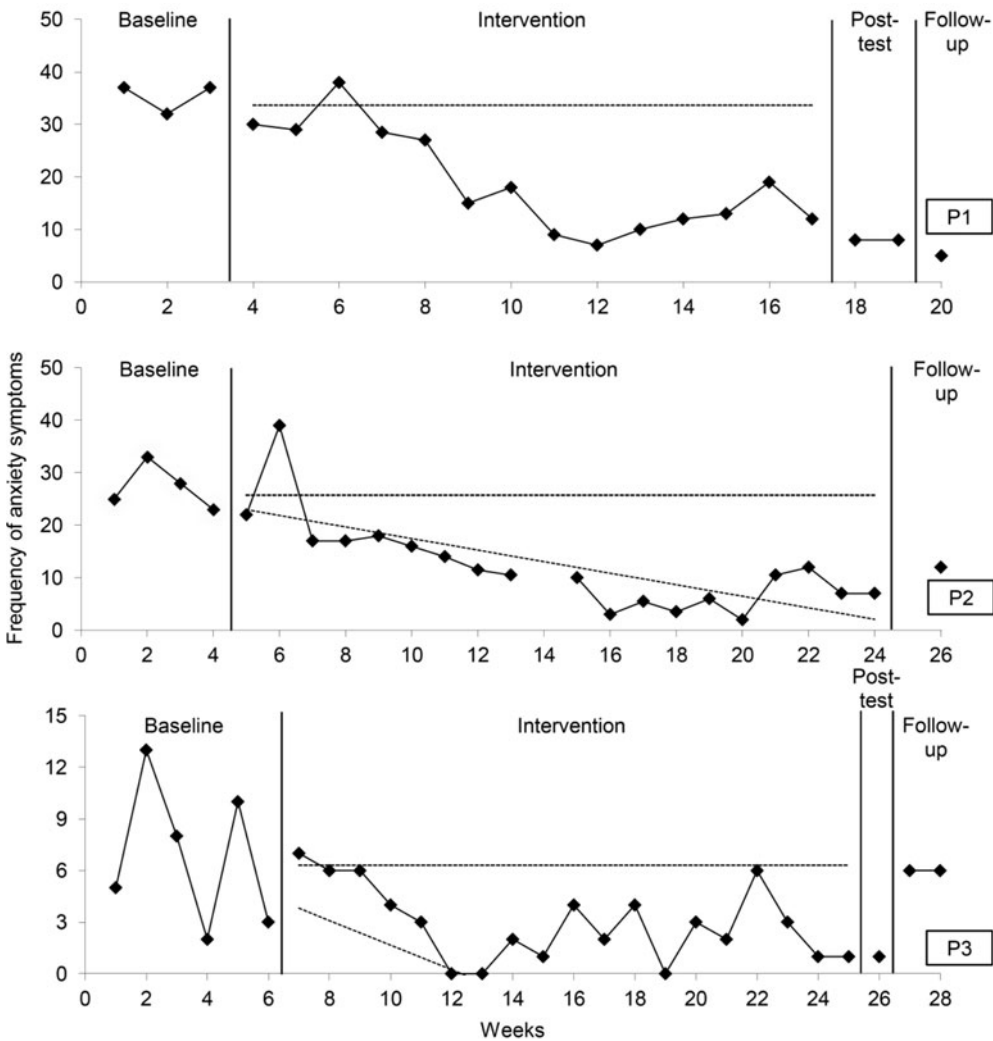 Baseline
Intervention
Post-
test
Follow-
up
50
40
30
20
10
0
P1
0 2 4 6 8 10 12 14 16 18 20
Frequency of anxiety symptoms
Baseline
Intervention
Follow-
up
50
40
30
20
10
0
P2
0 2 4 6 8 10 12 14 16 18 20 22 24 26
Post-
test
Baseline
Intervention
Follow-
up
15
12
9
6
3
0
P3
0 2 4 6 8 10 12 14 16 18 20 22 24 26 28
Weeks